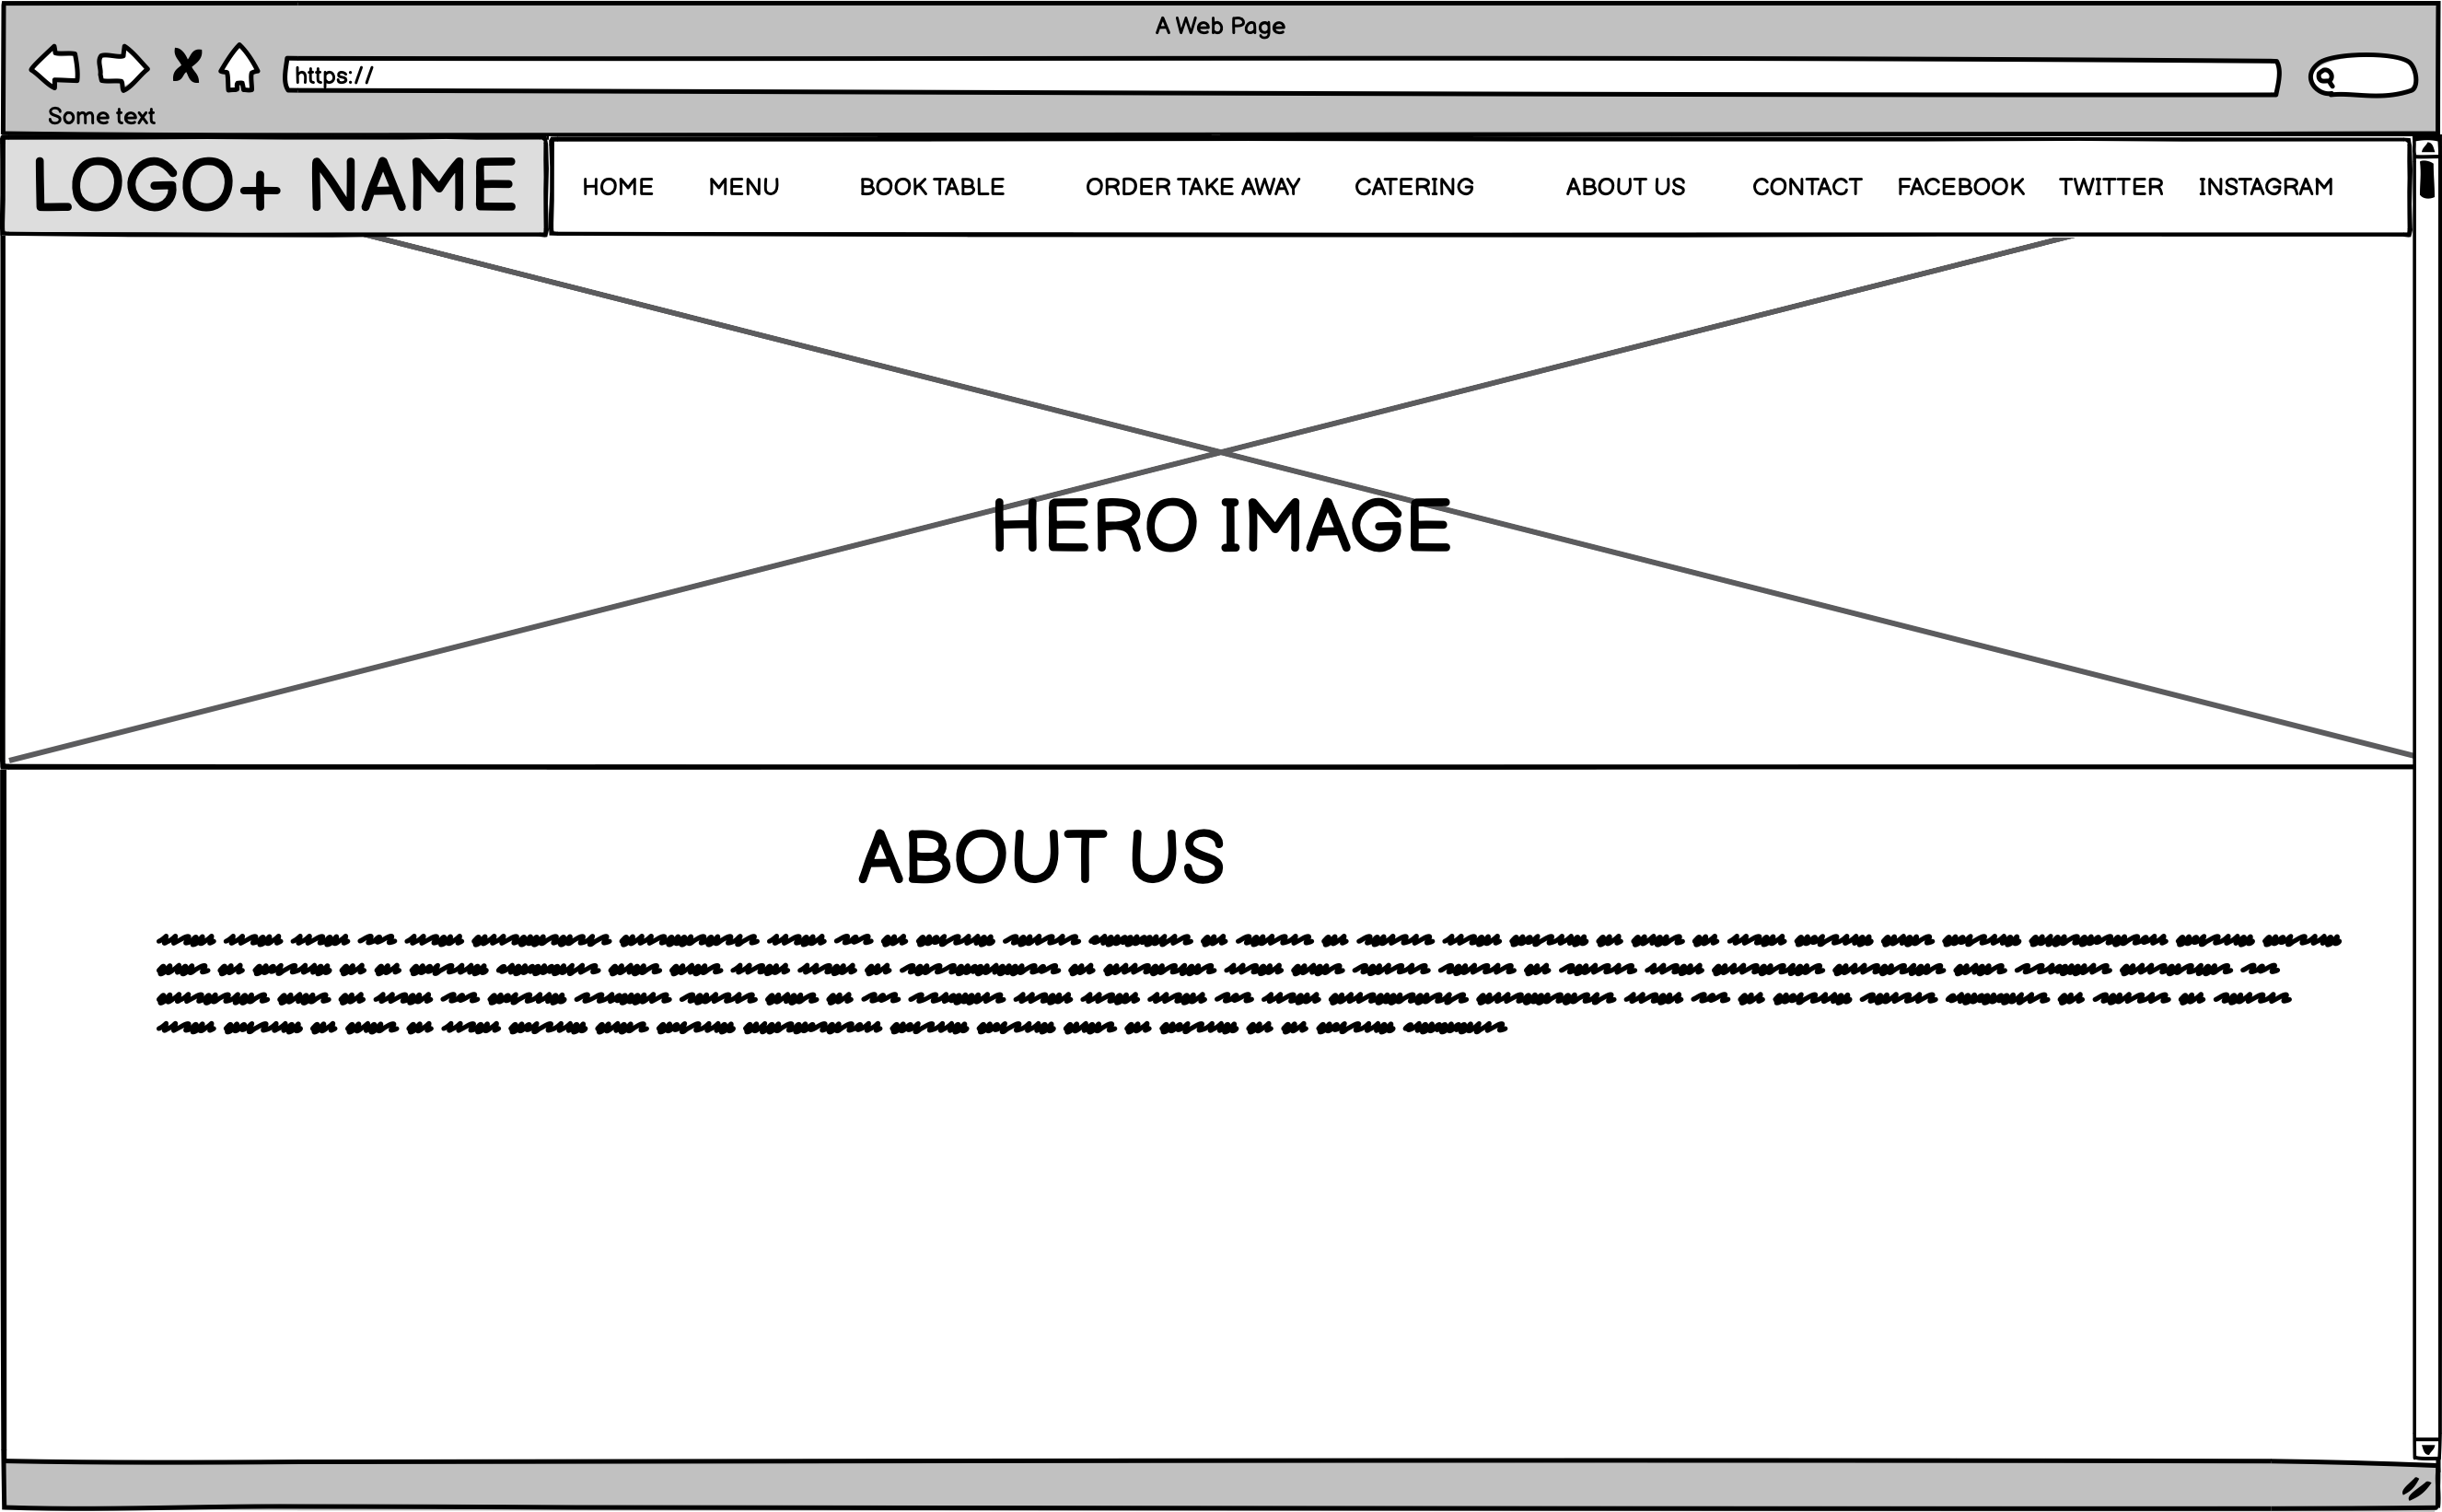 A Web Page
https://
Some text
LOGO+ NAME
HOME MENU BOOK TABLE ORDER TAKE AWAY CATERING ABOUT US CONTACT FACEBOOK TWITTER INSTAGRAM
HERO IMAGE
ABOUT US